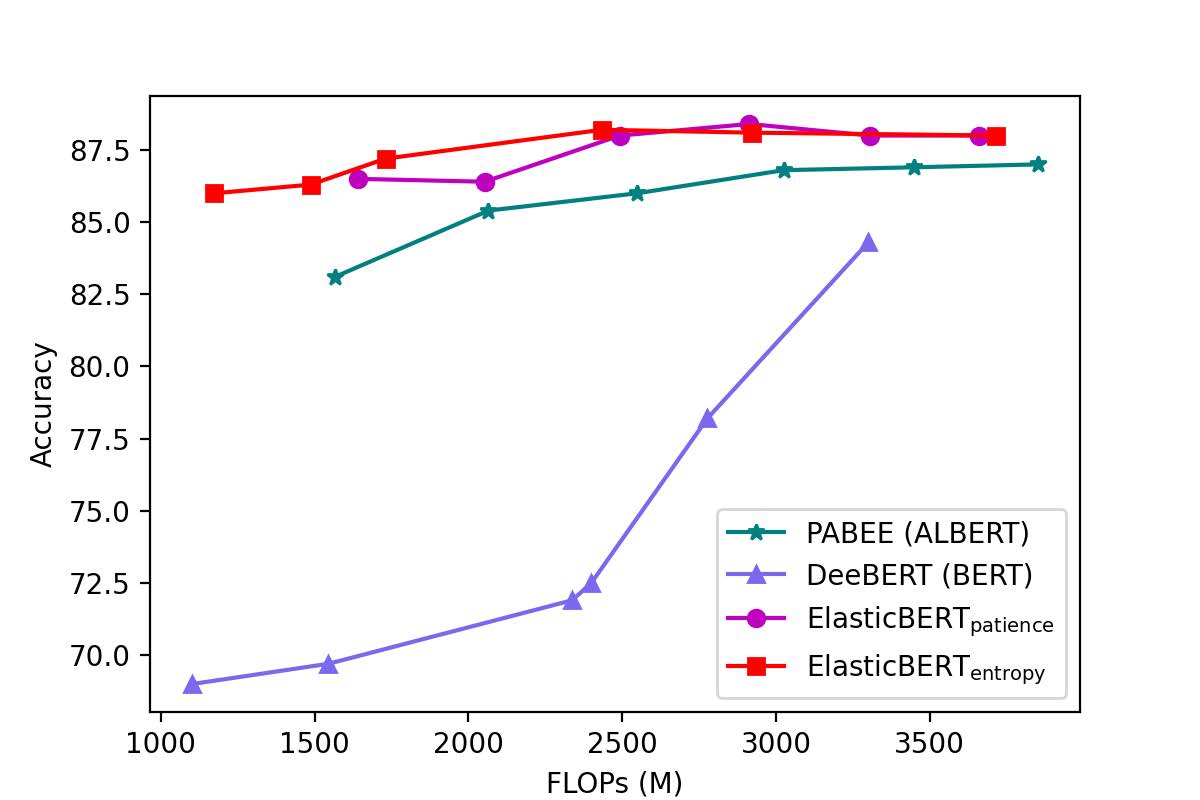 87.5
85.0
82.5
80.0
77.5
75.0
72.5
70.0
Accuracy
PABEE (ALBERT)
DeeBERT (BERT)
ElasticBERTpatience
ElasticBERTentropy
1000 1500 2000 2500 3000 3500
FLOPs (M)